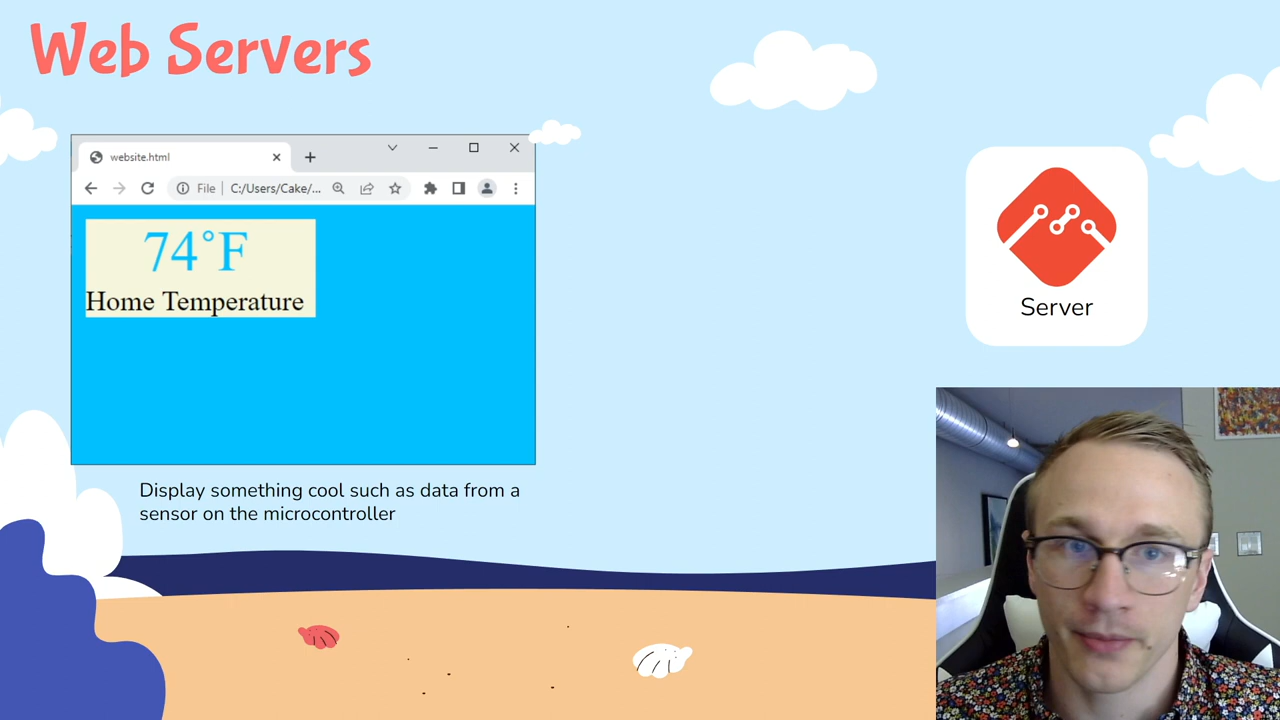 Web Servers
website.html
File
C:/Users/Cake/...
74°F
Home Temperature
Server
Display something cool such as data from a
sensor on the microcontroller